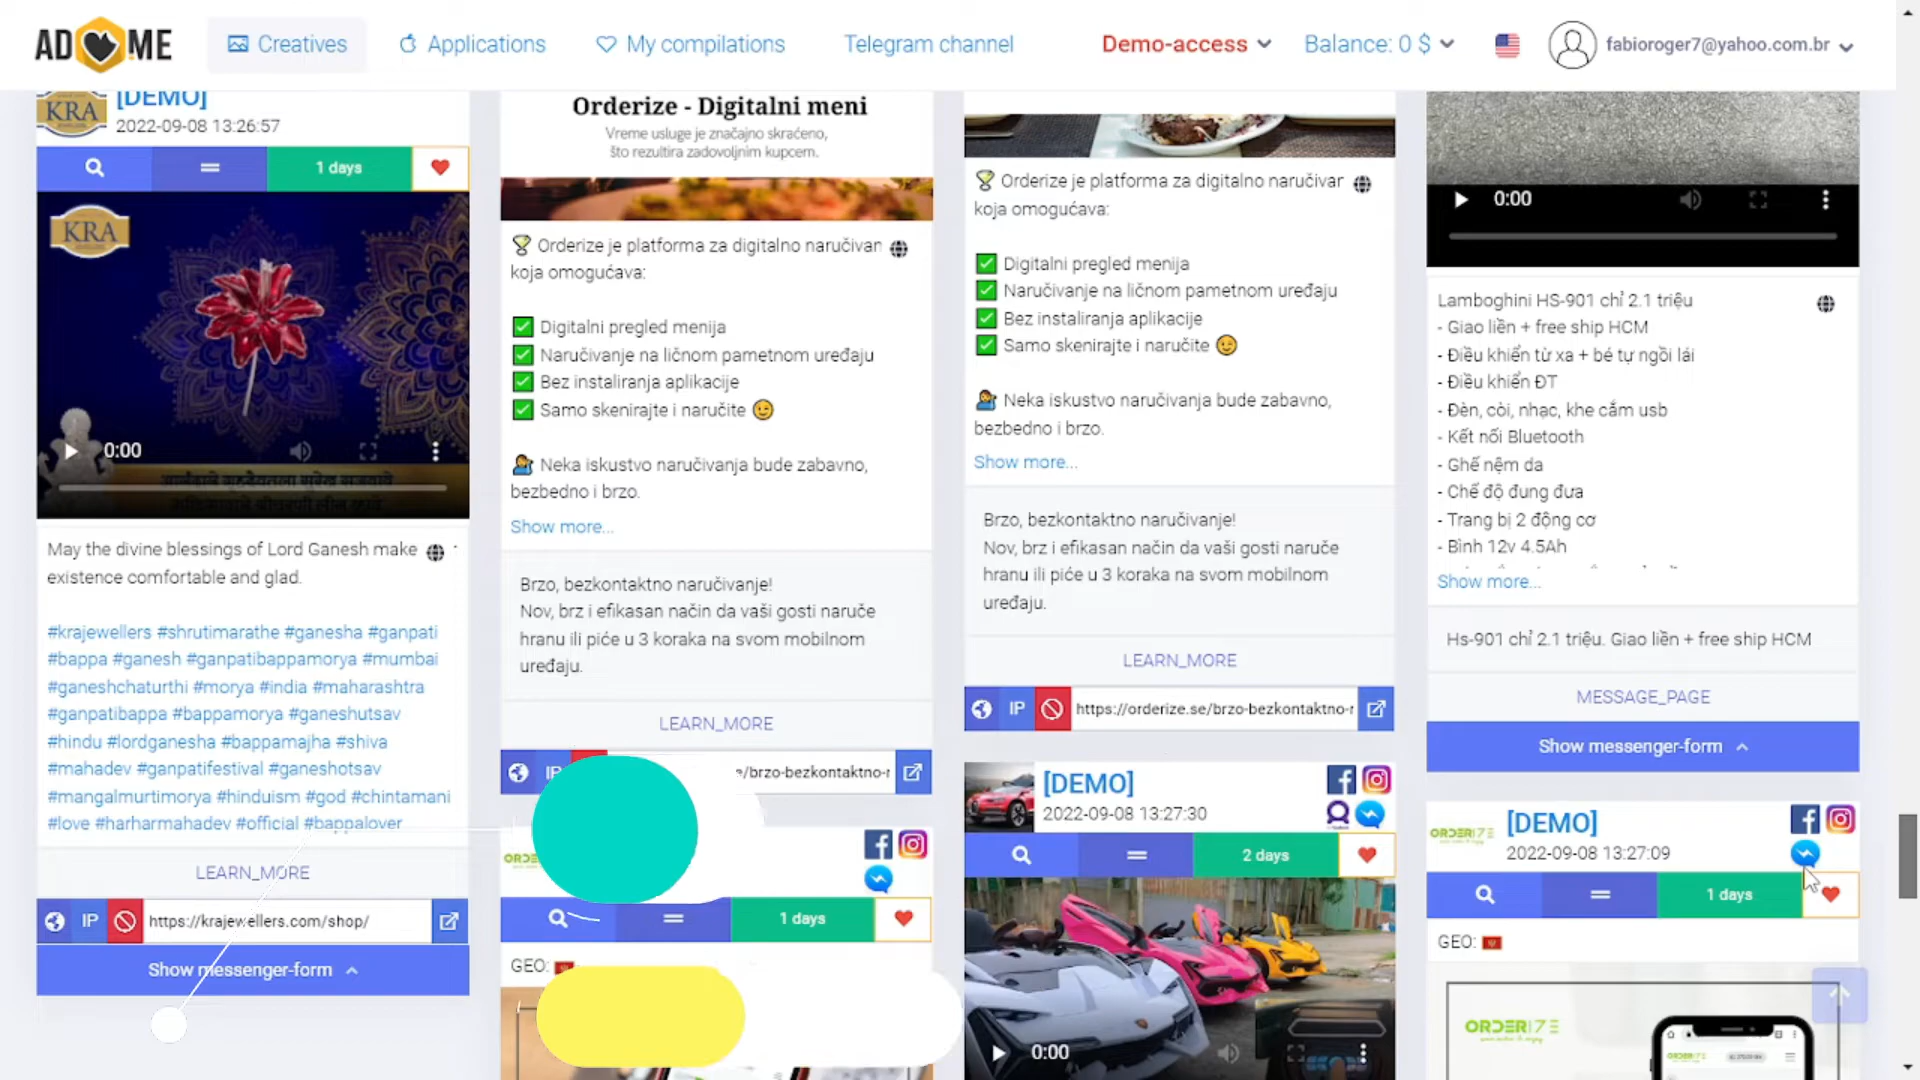 AD ME
Creatives
Applications
My compilations
Telegram channel
Demo-access
Balance: 0 $
fabioroger7@yahoo.com.br
KRA
[DEMO]
2022-09-08 13:26:57
1 days
KRA
0:00
May the divine blessings of Lord Ganesh make
existence comfortable and glad.
#krajewellers #shrutimarathe #ganesha #ganpati
#bappa #ganesh #ganpatibappamorya #mumbai
#ganeshchaturthi #morya #india #maharashtra
#ganpatibappa #bappamorya #ganeshutsav
#hindu #lordganesha #bappamajha #shiva
#mahadev #ganpatifestival #ganeshotsav
#mangalmurtimorya #hinduism #god #chintamani
#love #harharmahadev #official #bappalover
LEARN_MORE
IP
https://krajewellers.com/shop/
Show messenger-form
Orderize - Digitalni meni
Vreme usluge je značajno skraćeno,
što rezultira zadovoljnim kupcem.
Orderize je platforma za digitalno naručivar
koja omogućava:
Digitalni pregled menija
Naručivanje na ličnom pametnom uređaju
Bez instaliranja aplikacije
Samo skenirajte i naručite
Neka iskustvo naručivanja bude zabavno,
bezbedno i brzo.
Show more...
Brzo, bezkontaktno naručivanje!
Nov, brz i efikasan način da vaši gosti naruče
hranu ili piće u 3 koraka na svom mobilnom
uređaju.
LEARN_MORE
IP
e/brzo-bezkontaktno-r
1 days
GEO:
Orderize je platforma za digitalno naručivar
koja omogućava:
Digitalni pregled menija
Naručivanje na ličnom pametnom uređaju
Bez instaliranja aplikacije
Samo skenirajte i naručite
Neka iskustvo naručivanja bude zabavno,
bezbedno i brzo.
Show more...
Brzo, bezkontaktno naručivanje!
Nov, brz i efikasan način da vaši gosti naruče
hranu ili piće u 3 koraka na svom mobilnom
uređaju.
LEARN_MORE
IP
https://orderize.se/brzo-bezkontaktno-r
[DEMO]
2022-09-08 13:27:30
2 days
0:00
0:00
Lamboghini HS-901 chỉ 2.1 triệu
- Giao liền + free ship HCM
- Điều khiển từ xa + bé tự ngồi lái
- Điều khiển ĐT
- Đèn, còi, nhạc, khe cắm usb
- Kết nối Bluetooth
- Ghế nệm da
- Chế độ đung đưa
- Trang bị 2 động cơ
- Bình 12v 4.5Ah
Show more...
Hs-901 chỉ 2.1 triệu. Giao liền + free ship HCM
MESSAGE_PAGE
Show messenger-form
ORDERIZE
[DEMO]
2022-09-08 13:27:09
1 days
GEO:
ORDERIZE